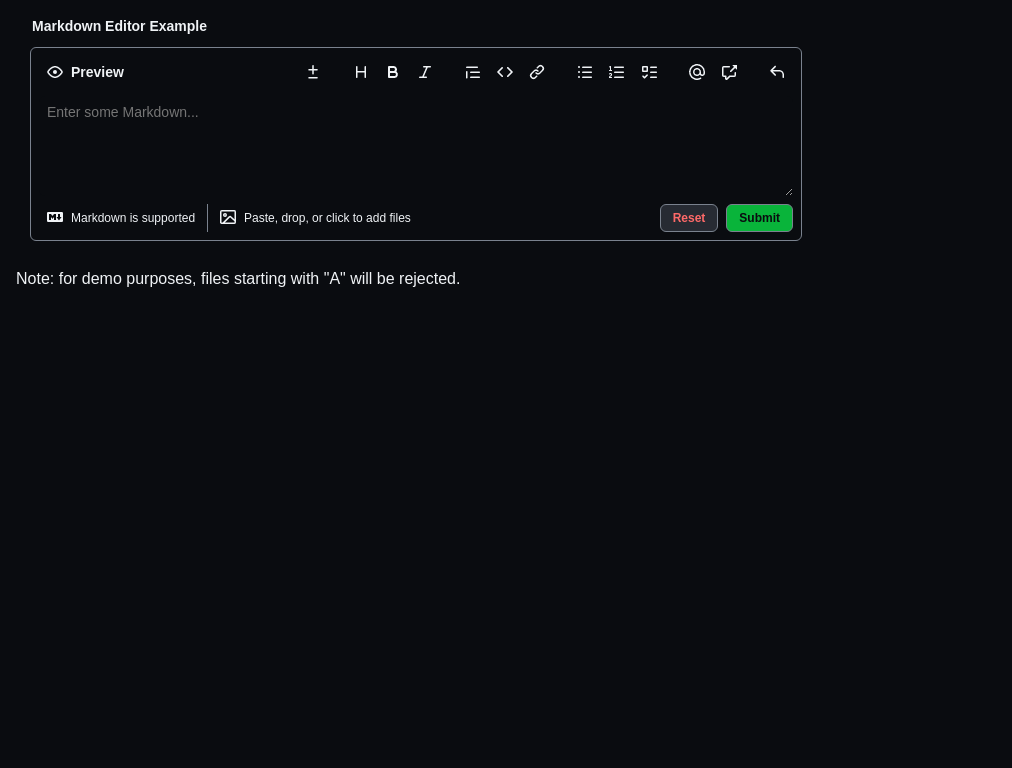 Markdown Editor Example
Preview
Enter some Markdown...
Markdown is supported
Paste, drop, or click to add files
Reset
Submit
Note: for demo purposes, files starting with "A" will be rejected.